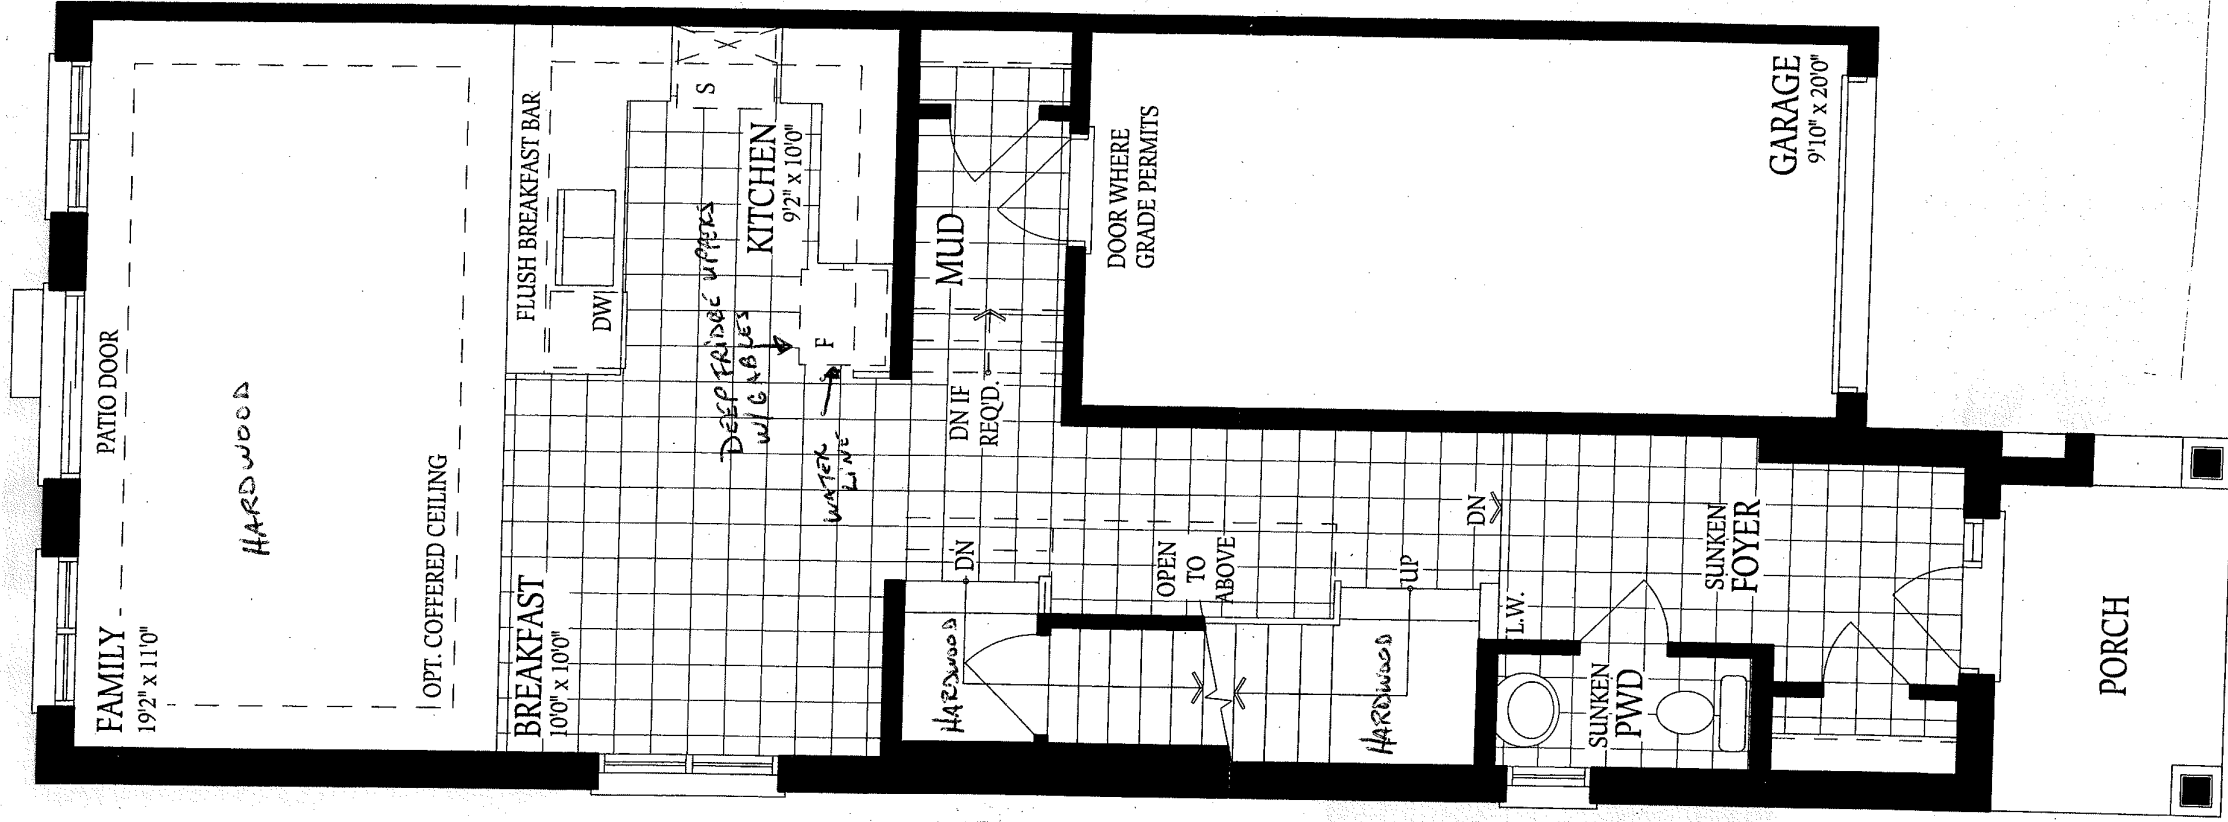 FAMILY
19'2" x 11'0"
PATIO DOOR
HARDWOOD
OPT. COFFERED CEILING
BREAKFAST
10'0" x 10'0"
FLUSH BREAKFAST BAR
DW
S
KITCHEN
9'2" x 10'0"
DEEP FRIDGE UPPERS
W/ GABLES
F
WATER
LINE
MUD
DN IF
REQ'D.
DN
HARDWOOD
DOOR WHERE
GRADE PERMITS
OPEN
TO
ABOVE
UP
HARDWOOD
DN
L.W.
SUNKEN
PWD
SUNKEN
FOYER
GARAGE
9'10" x 20'0"
PORCH